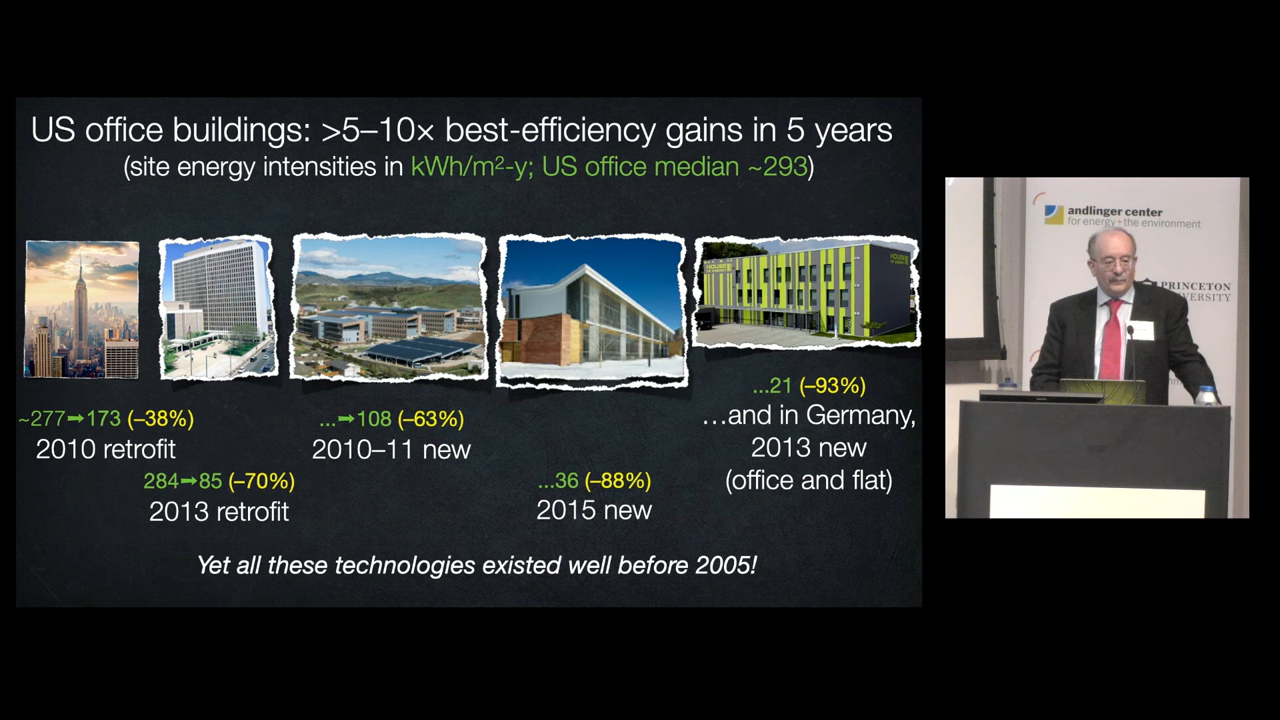 US office buildings: >5–10× best-efficiency gains in 5 years
(site energy intensities in kWh/m²-y; US office median ~293)
~277➡173 (–38%)
2010 retrofit
284➡85 (–70%)
2013 retrofit
...➡108 (–63%)
2010–11 new
...36 (–88%)
2015 new
...21 (–93%)
…and in Germany,
2013 new
(office and flat)
Yet all these technologies existed well before 2005!
andlinger center
for energy+the environment
PRINCETON